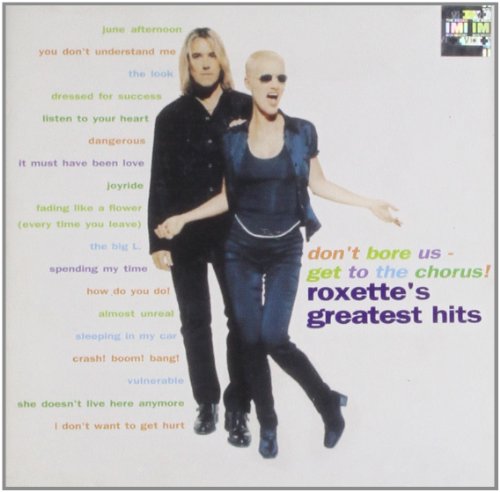 june afternoon
you don't understand me
the look
dressed for success
listen to your heart
dangerous
it must have been love
joyride
fading like a flower
(every time you leave)
the big L.
spending my time
how do you do!
almost unreal
sleeping in my car
crash! boom! bang!
vulnerable
she doesn't live here anymore
i don't want to get hurt
don't bore us -
get to the chorus!
roxette's
greatest hits